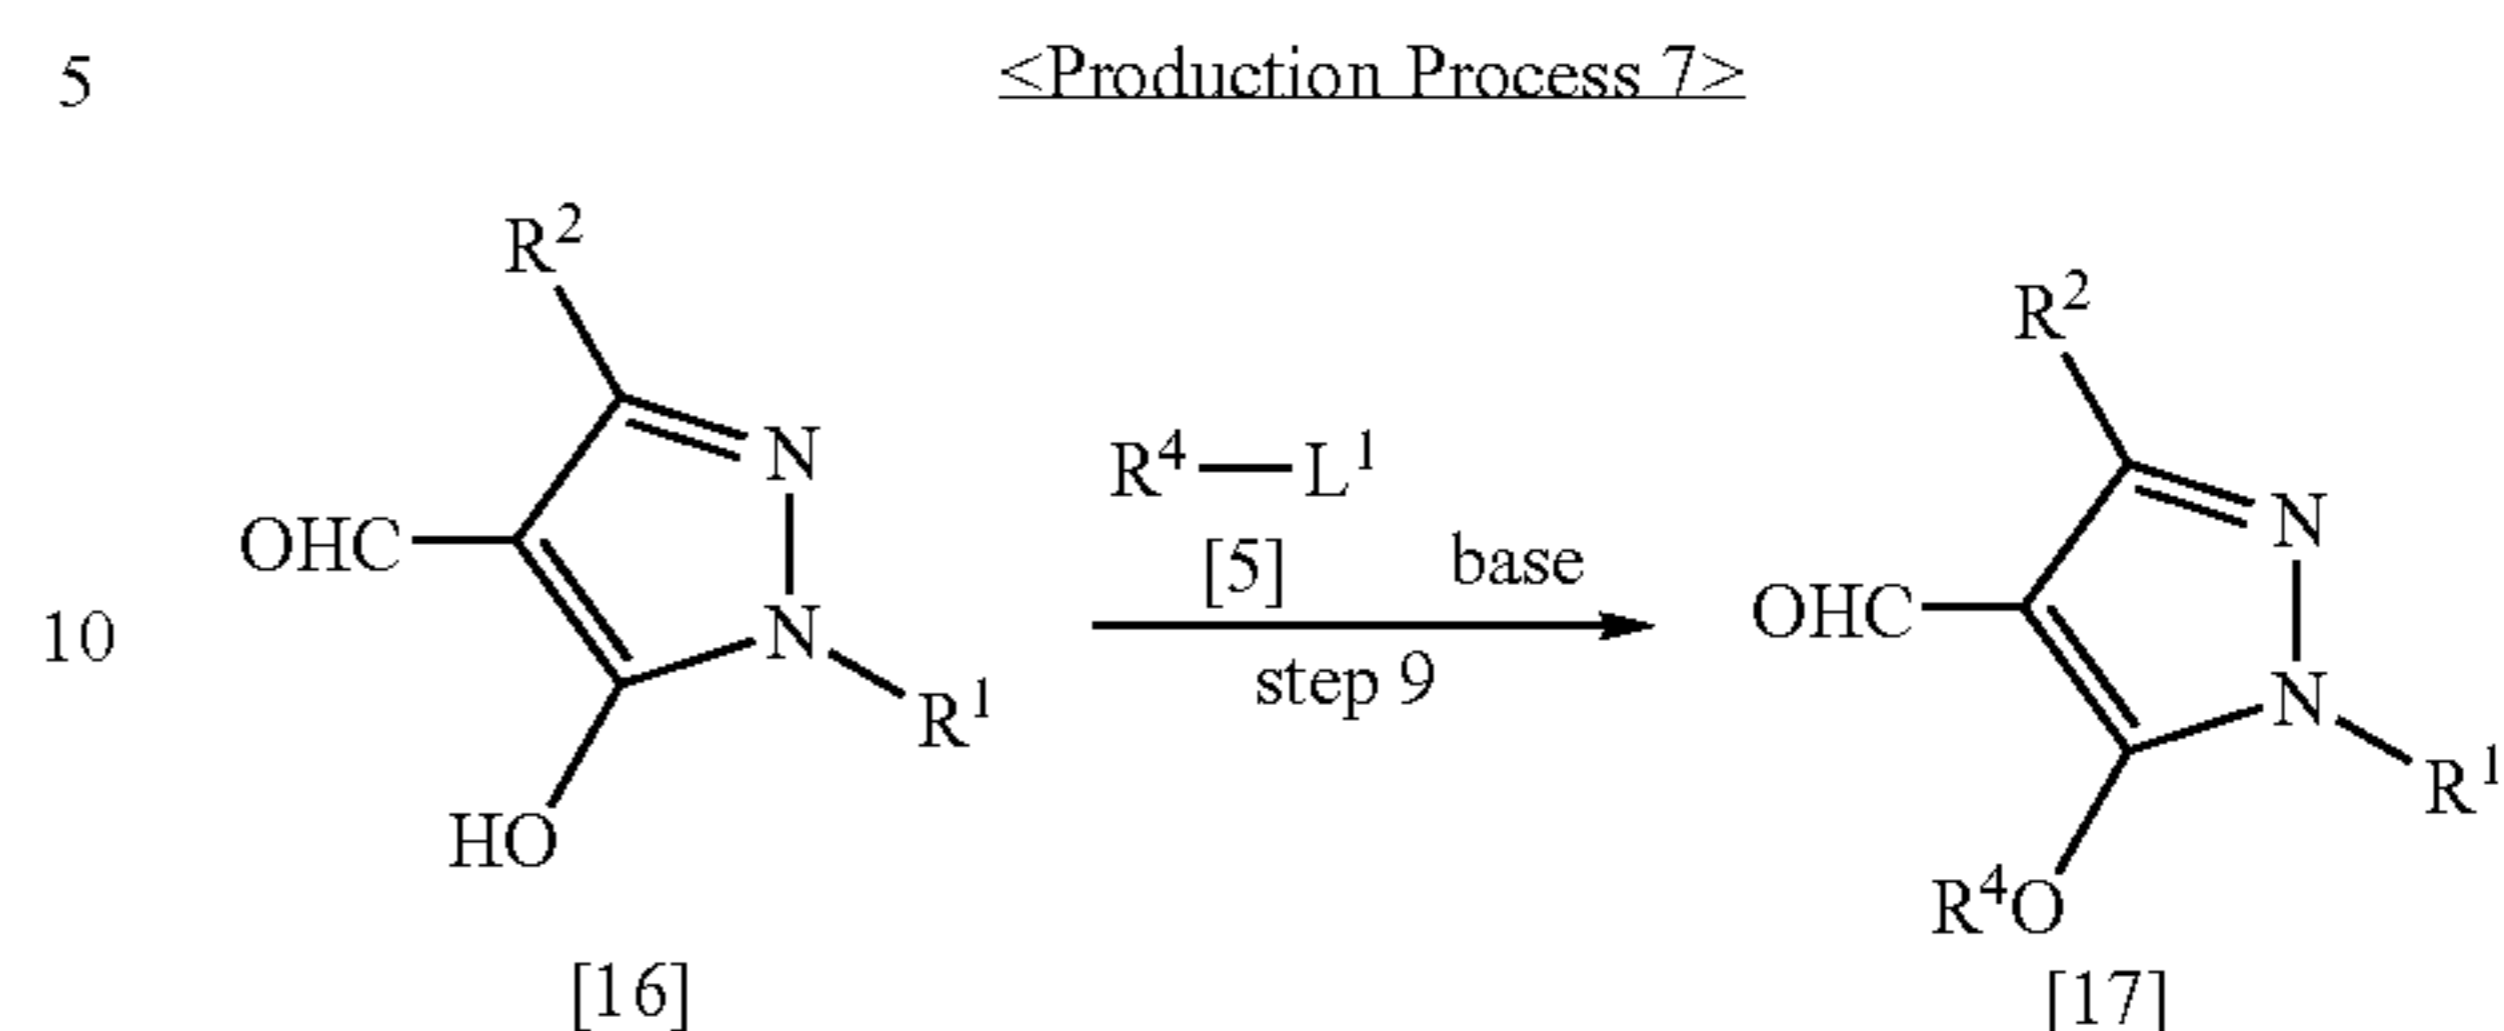 5
<Production Process 7>
R²
N
OHC
N
R¹
HO
[16]
R⁴—L¹
[5] base
step 9
10
R²
N
OHC
N
R¹
R⁴O
[17]